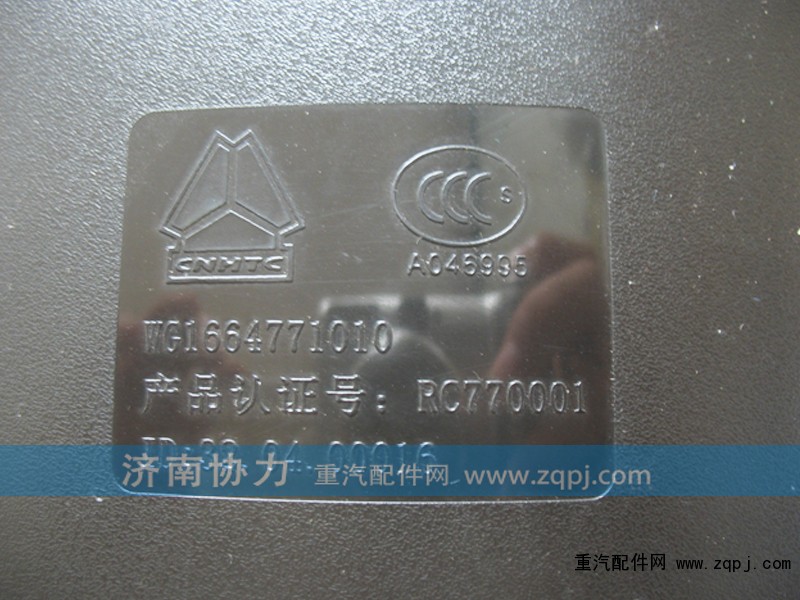 CNHTC
CCC S
A046995
WG1664771010
产品认证号：RC770001
济南协力 重汽配件网 www.zqpj.com
重汽配件网 www.zqpj.com